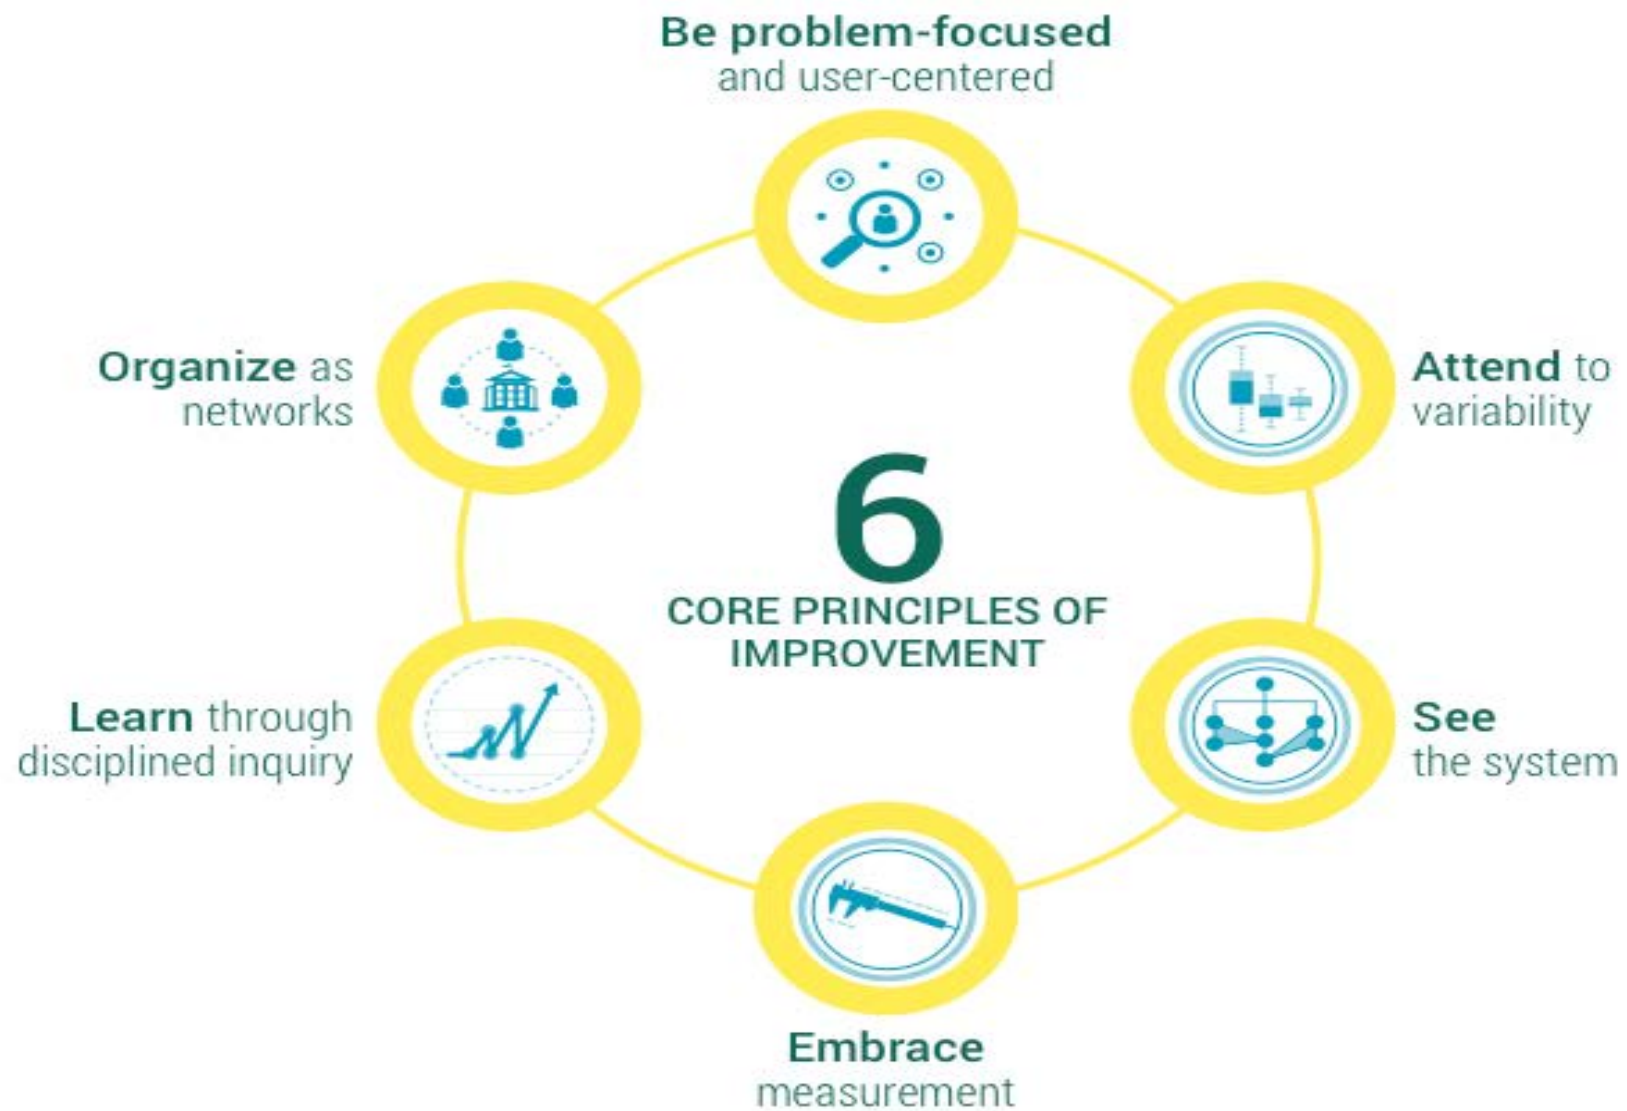 Be problem-focused
and user-centered
Organize as
networks
Attend to
variability
6
CORE PRINCIPLES OF
IMPROVEMENT
Learn through
disciplined inquiry
See
the system
Embrace
measurement